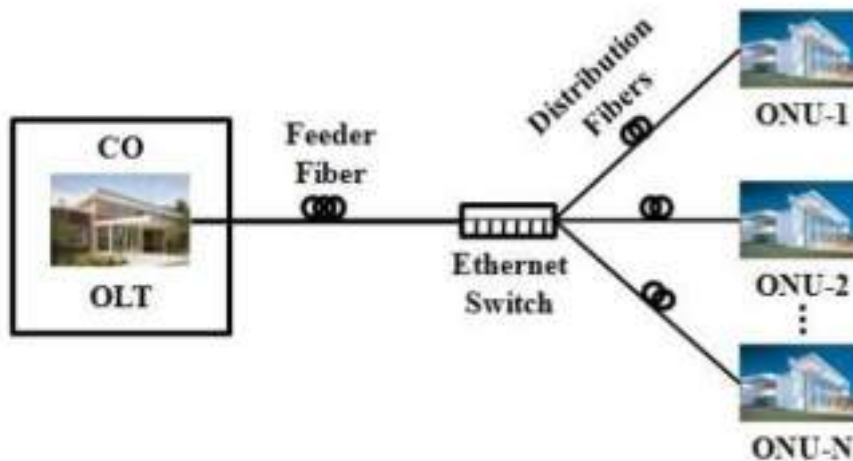 CO
OLT
Feeder
Fiber
Ethernet
Switch
Distribution
Fibers
ONU-1
ONU-2
ONU-N